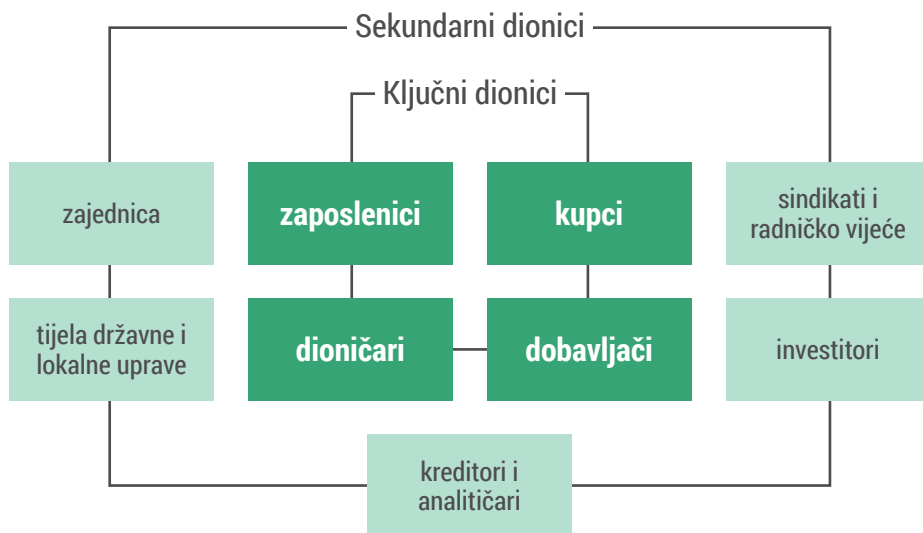 Sekundarni dionici
Ključni dionici
zajednica
zaposlenici
kupci
sindikati i
radničko vijeće
tijela državne i
lokalne uprave
dioničari
dobavljači
investitori
kreditori i
analitičari